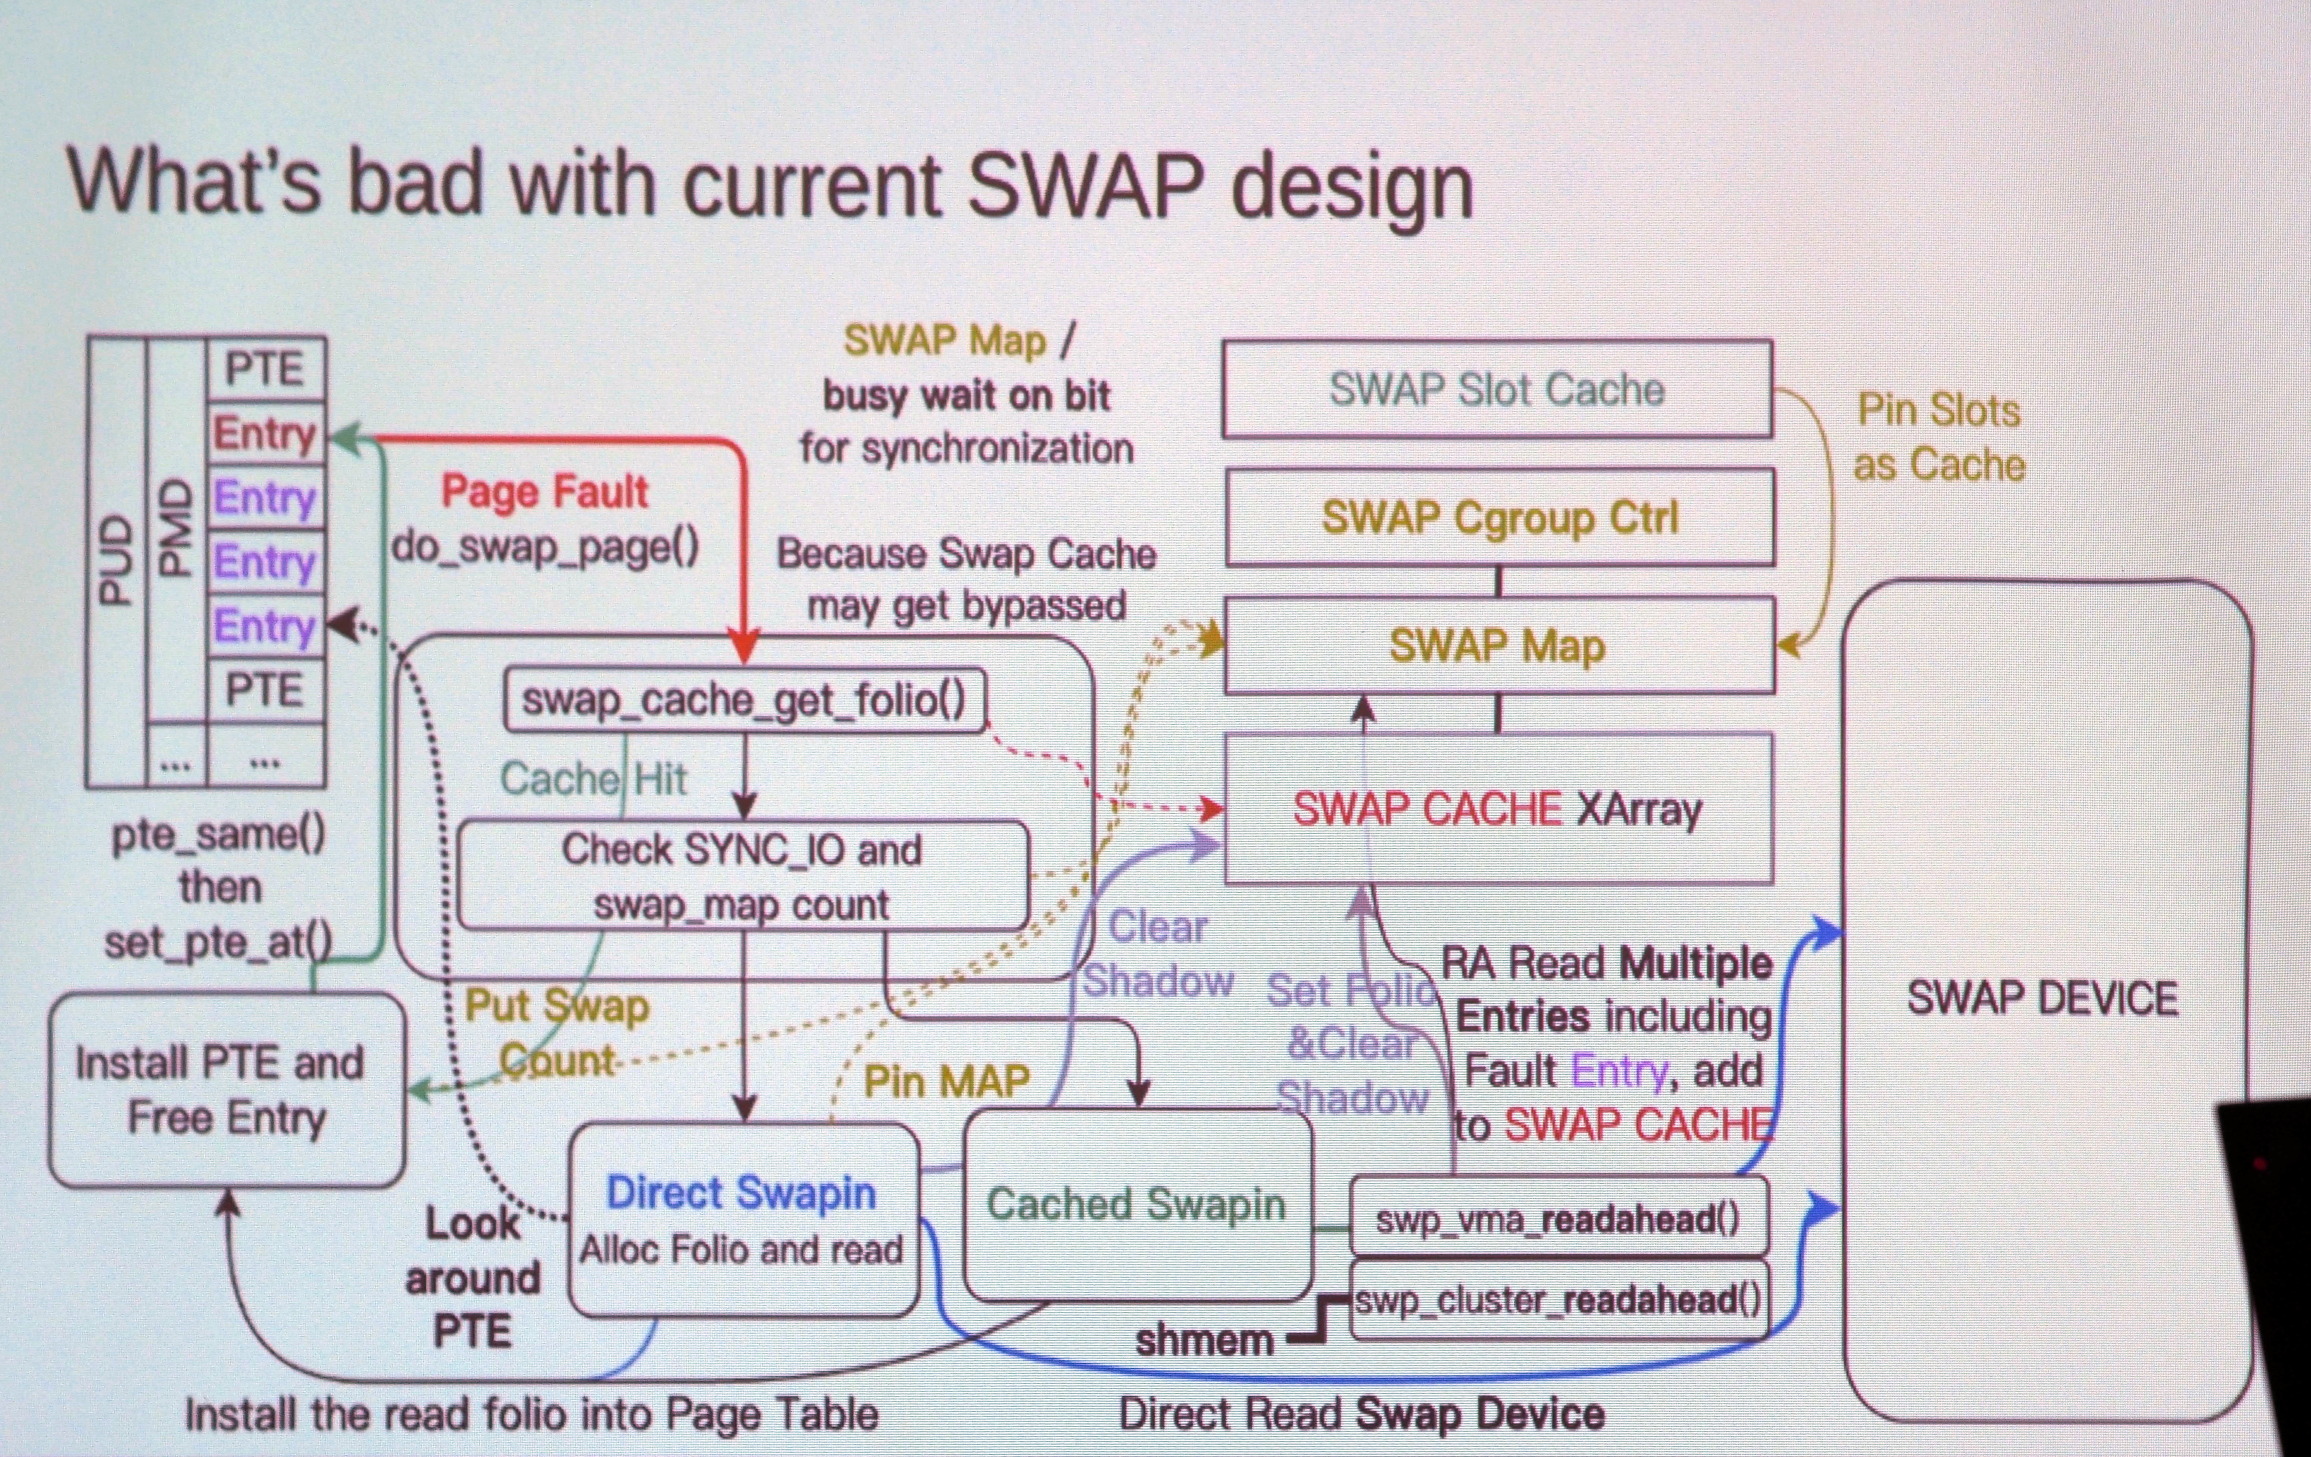 What's bad with current SWAP design
PUD
PMD
PTE
Entry
Entry
Entry
Entry
PTE
...
...
pte_same()
then
set_pte_at()
Page Fault
do_swap_page()
SWAP Map /
busy wait on bit
for synchronization
Because Swap Cache
may get bypassed
swap_cache_get_folio()
Cache Hit
Check SYNC_IO and
swap_map count
Put Swap
Count
Install PTE and
Free Entry
Look
around
PTE
Pin MAP
Direct Swapin
Alloc Folio and read
Cached Swapin
Clear
Shadow
Set Folio
&Clear
Shadow
SWAP Slot Cache
Pin Slots
as Cache
SWAP Cgroup Ctrl
SWAP Map
SWAP CACHE XArray
RA Read Multiple
Entries including
Fault Entry, add
to SWAP CACHE
swp_vma_readahead()
swp_cluster_readahead()
shmem
SWAP DEVICE
Install the read folio into Page Table
Direct Read Swap Device